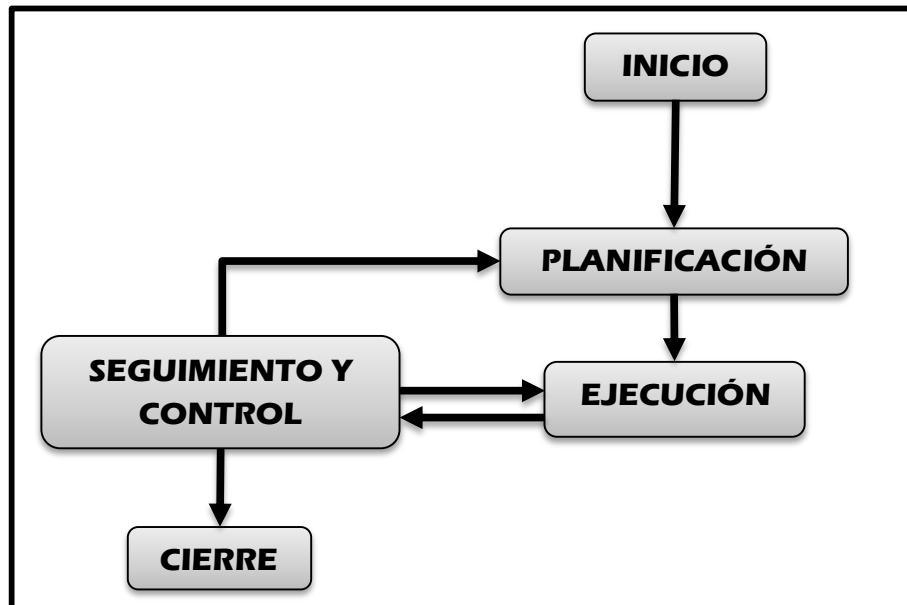 INICIO
PLANIFICACIÓN
SEGUIMIENTO Y
CONTROL
EJECUCIÓN
CIERRE